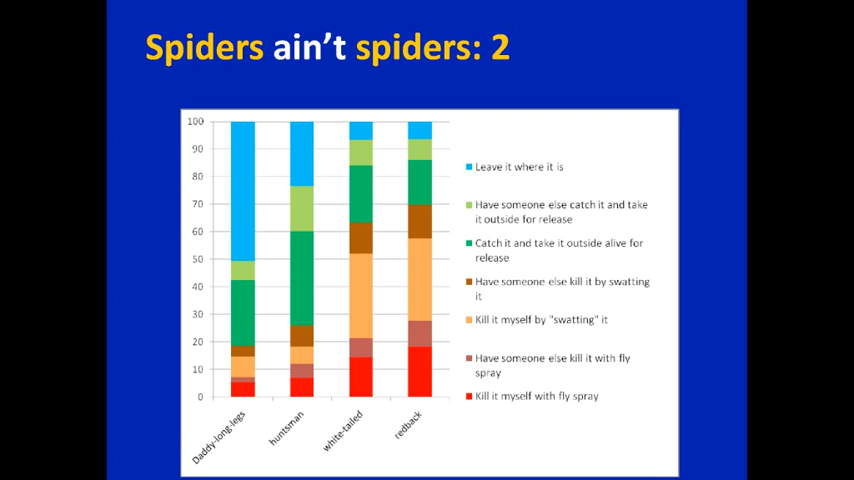 Spiders ain't spiders: 2
100
90
80
70
60
50
40
30
20
10
0
Daddy-long-legs
huntsman
white-tailed
redback
Leave it where it is
Have someone else catch it and take
it outside for release
Catch it and take it outside alive for
release
Have someone else kill it by swatting
it
Kill it myself by "swatting" it
Have someone else kill it with fly
spray
Kill it myself with fly spray